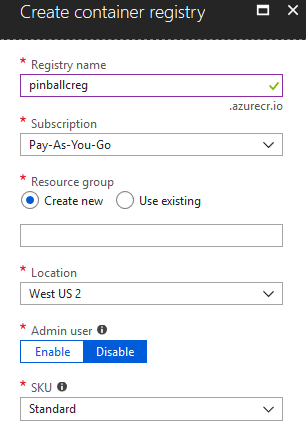 Create container registry
* Registry name
pinballcreg
.azurecr.io
* Subscription
Pay-As-You-Go
* Resource group
Create new Use existing
* Location
West US 2
* Admin user
Enable Disable
* SKU
Standard